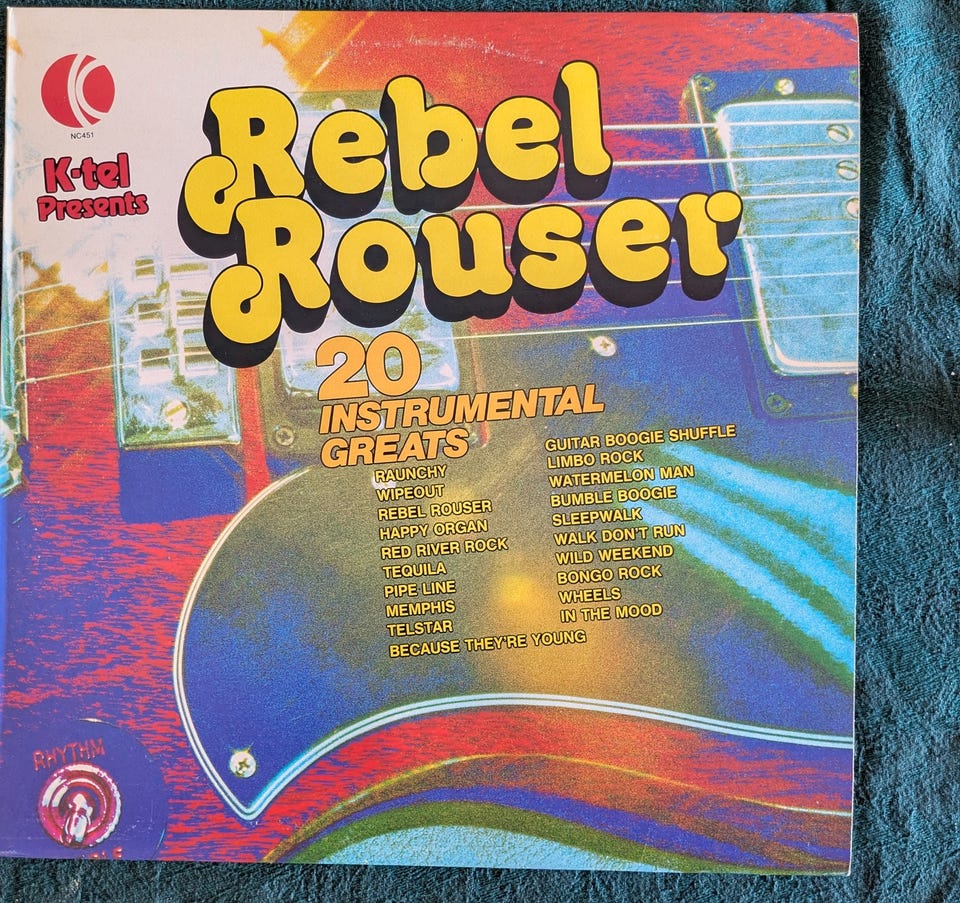 NC451
K-tel
Presents
Rebel
Rouser
20
INSTRUMENTAL
GREATS
RAUNCHY
WIPEOUT
REBEL ROUSER
HAPPY ORGAN
RED RIVER ROCK
TEQUILA
PIPE LINE
MEMPHIS
TELSTAR
BECAUSE THEY'RE YOUNG
GUITAR BOOGIE SHUFFLE
LIMBO ROCK
WATERMELON MAN
BUMBLE BOOGIE
SLEEPWALK
WALK DON'T RUN
WILD WEEKEND
BONGO ROCK
WHEELS
IN THE MOOD
RHYTHM